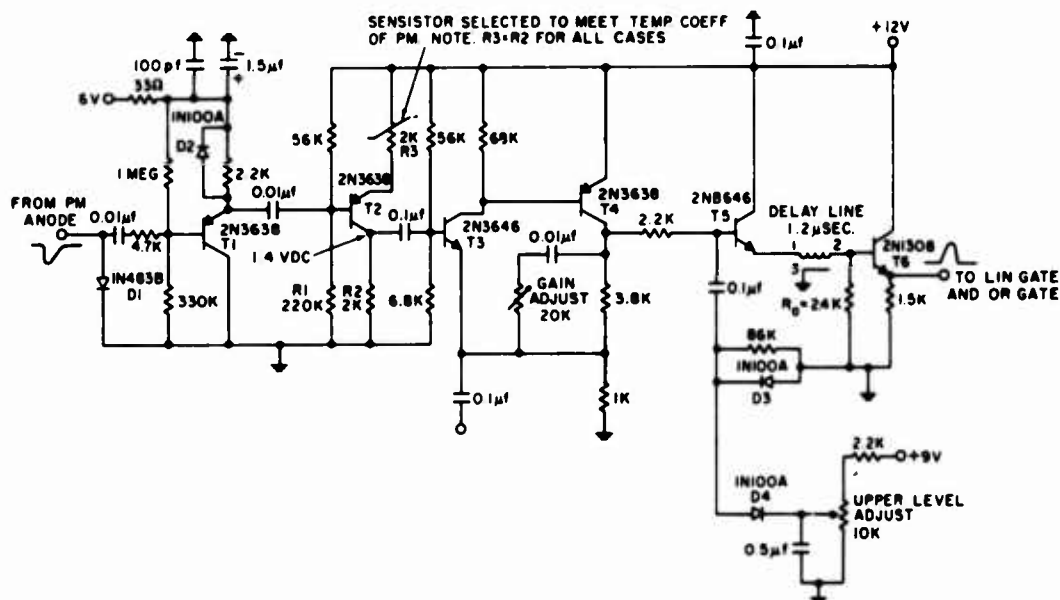 SENSISTOR SELECTED TO MEET TEMP COEFF
OF PM. NOTE. R3=R2 FOR ALL CASES
100pf
1.5μf
33Ω
6V
IN100A
D2
1 MEG
2.2K
FROM PM
ANODE
0.01μf
4.7K
2N3638
T1
0.01μf
IN483B
D1
330K
56K
2K
R3
56K
68K
2N3638
T2
0.1μf
1.4 VDC
R1
220K
R2
2K
6.8K
2N3646
T3
0.1μf
2N3638
T4
0.01μf
GAIN
ADJUST
20K
3.8K
1K
2.2K
0.1μf
+12V
2N8646
T5
DELAY LINE
1.2μSEC.
1
2
3
2N1308
T6
TO LIN GATE
AND OR GATE
1.5K
0.1μf
86K
IN100A
D3
2.2K
+9V
IN100A
D4
UPPER LEVEL
ADJUST
10K
0.5μf